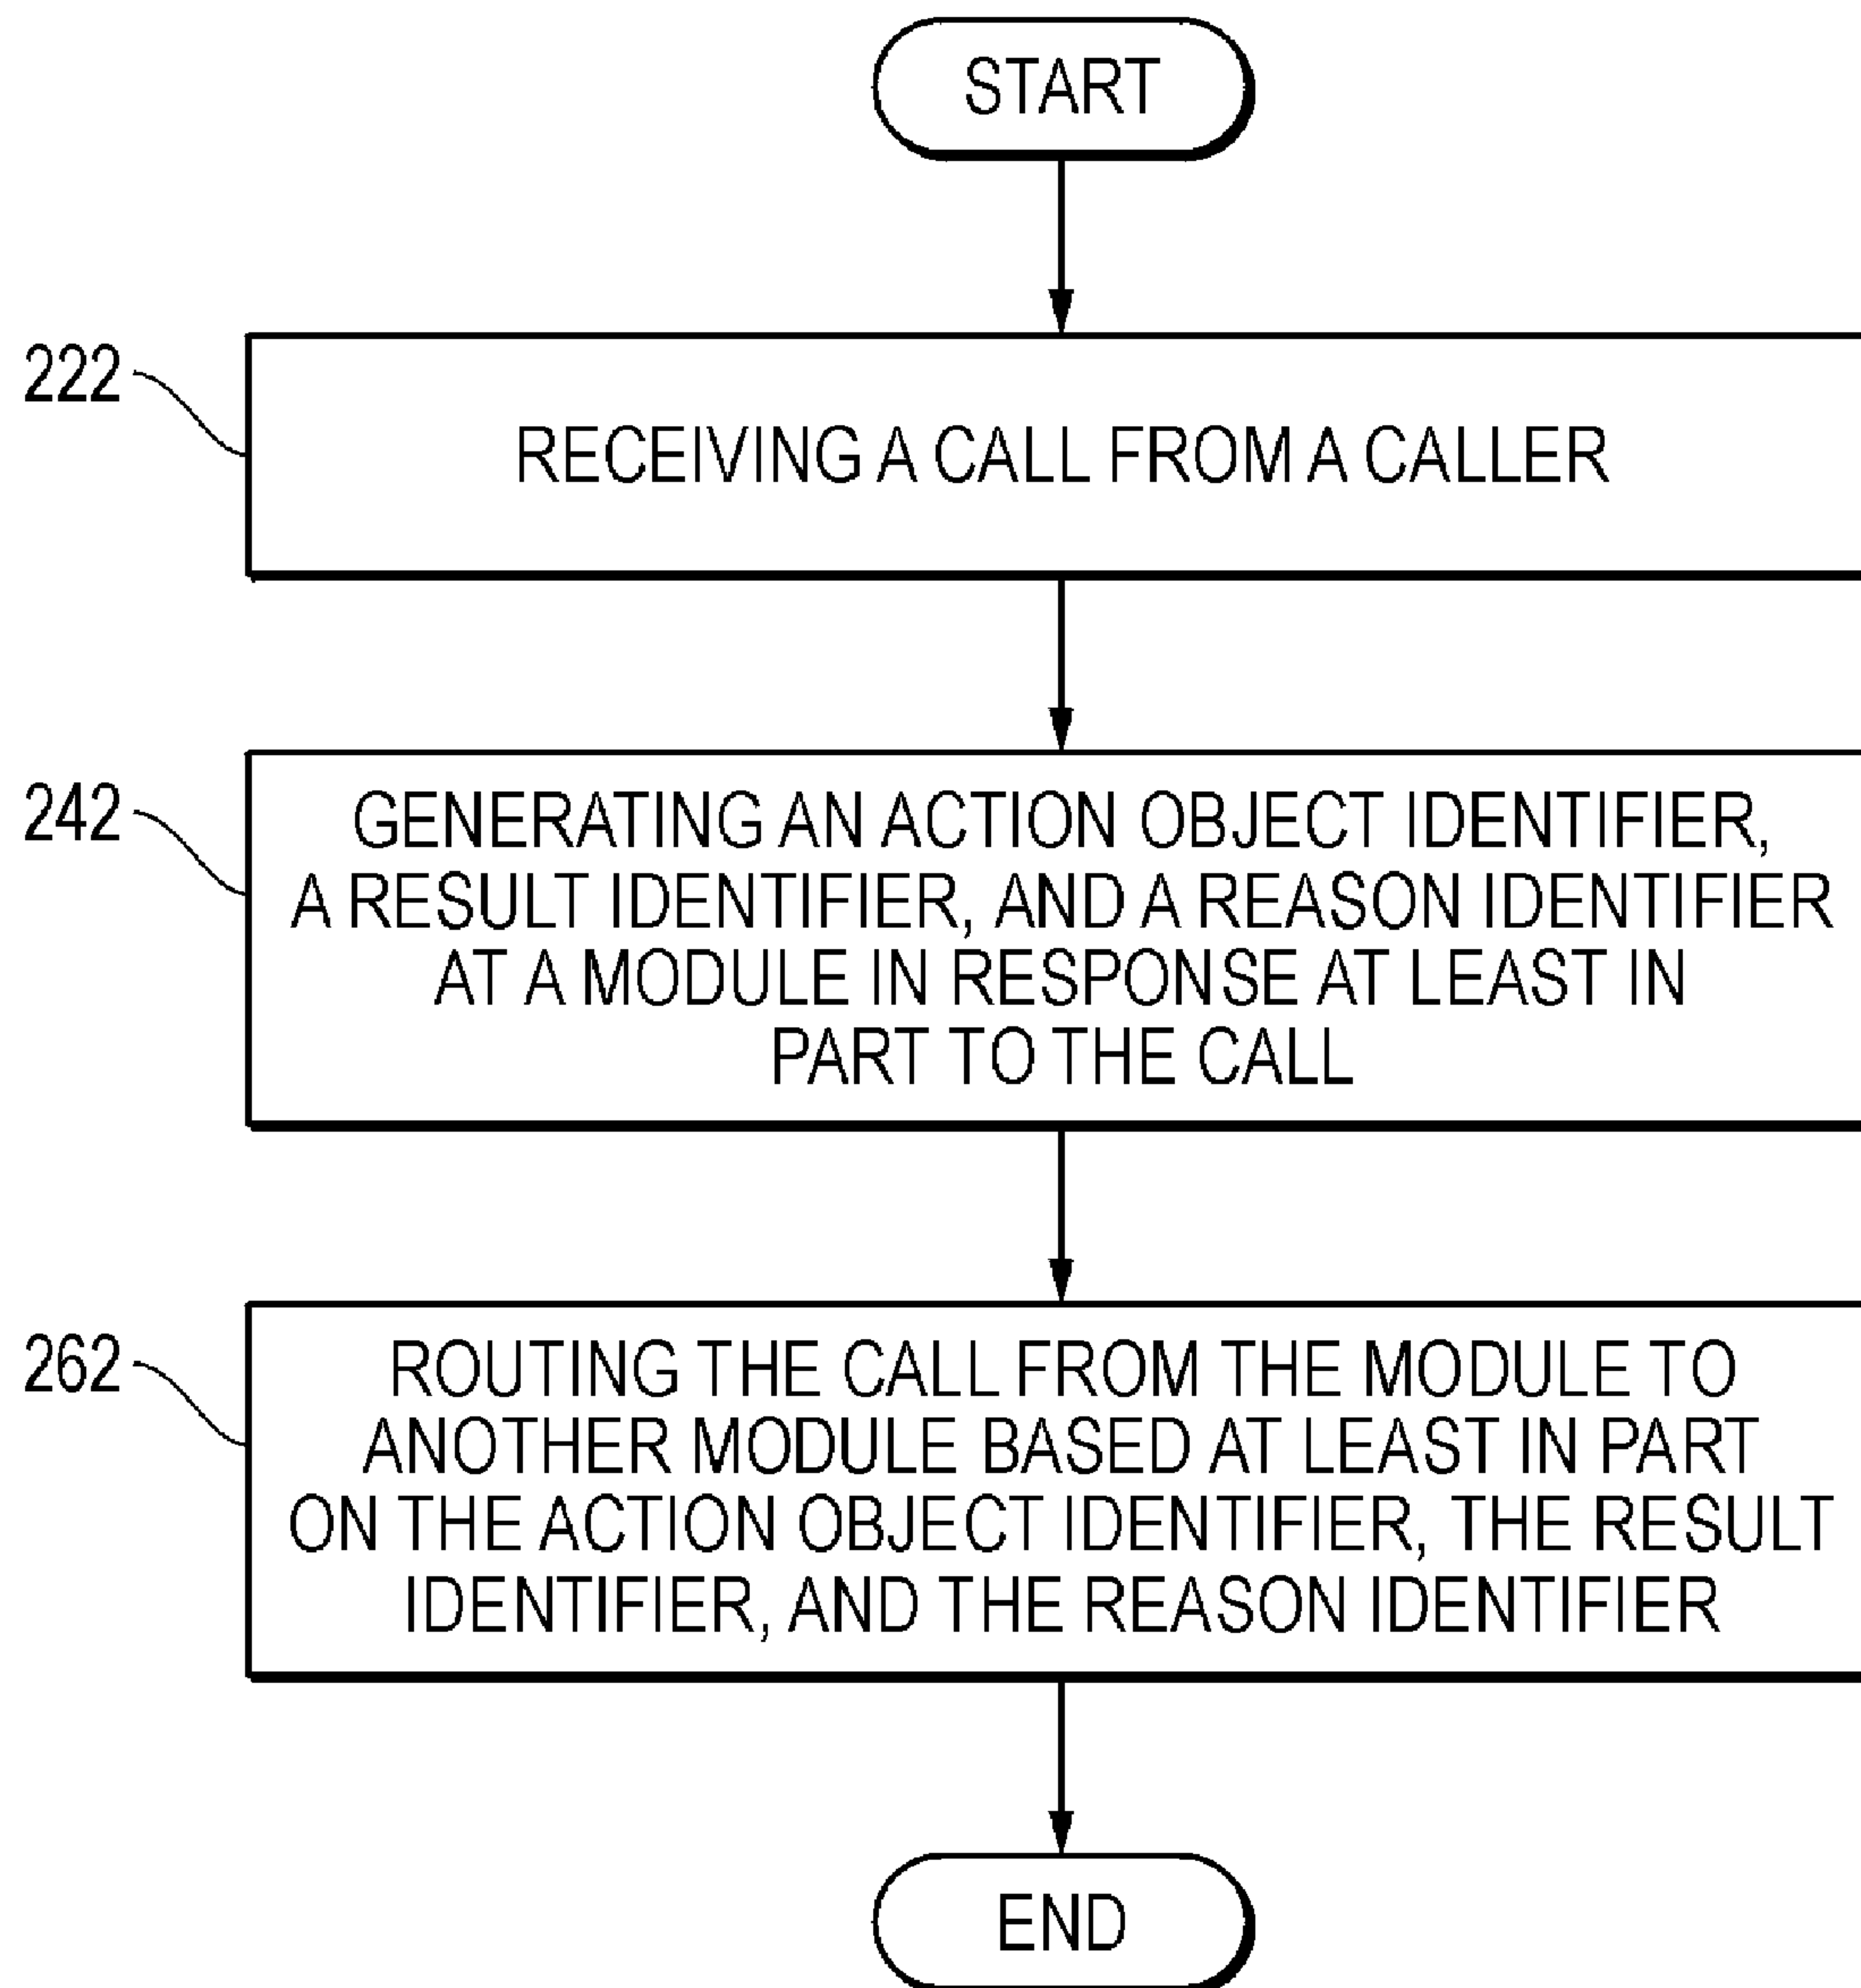 START
222
RECEIVING A CALL FROM A CALLER
242
GENERATING AN ACTION OBJECT IDENTIFIER,
A RESULT IDENTIFIER, AND A REASON IDENTIFIER
AT A MODULE IN RESPONSE AT LEAST IN
PART TO THE CALL
262
ROUTING THE CALL FROM THE MODULE TO
ANOTHER MODULE BASED AT LEAST IN PART
ON THE ACTION OBJECT IDENTIFIER, THE RESULT
IDENTIFIER, AND THE REASON IDENTIFIER
END